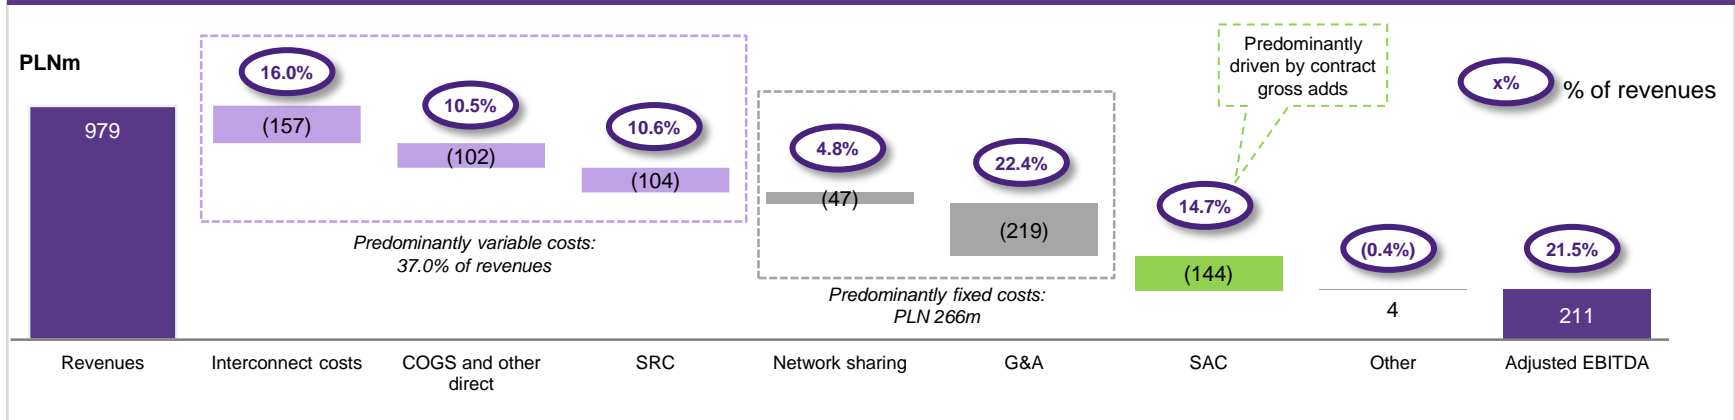 PLNm
Predominantly
driven by contract
gross adds
x%
% of revenues
16.0%
10.5%
10.6%
4.8%
22.4%
14.7%
(0.4%)
21.5%
979
(157)
(102)
(104)
(47)
(219)
(144)
4
211
Predominantly variable costs:
37.0% of revenues
Predominantly fixed costs:
PLN 266m
Revenues
Interconnect costs
COGS and other
direct
SRC
Network sharing
G&A
SAC
Other
Adjusted EBITDA